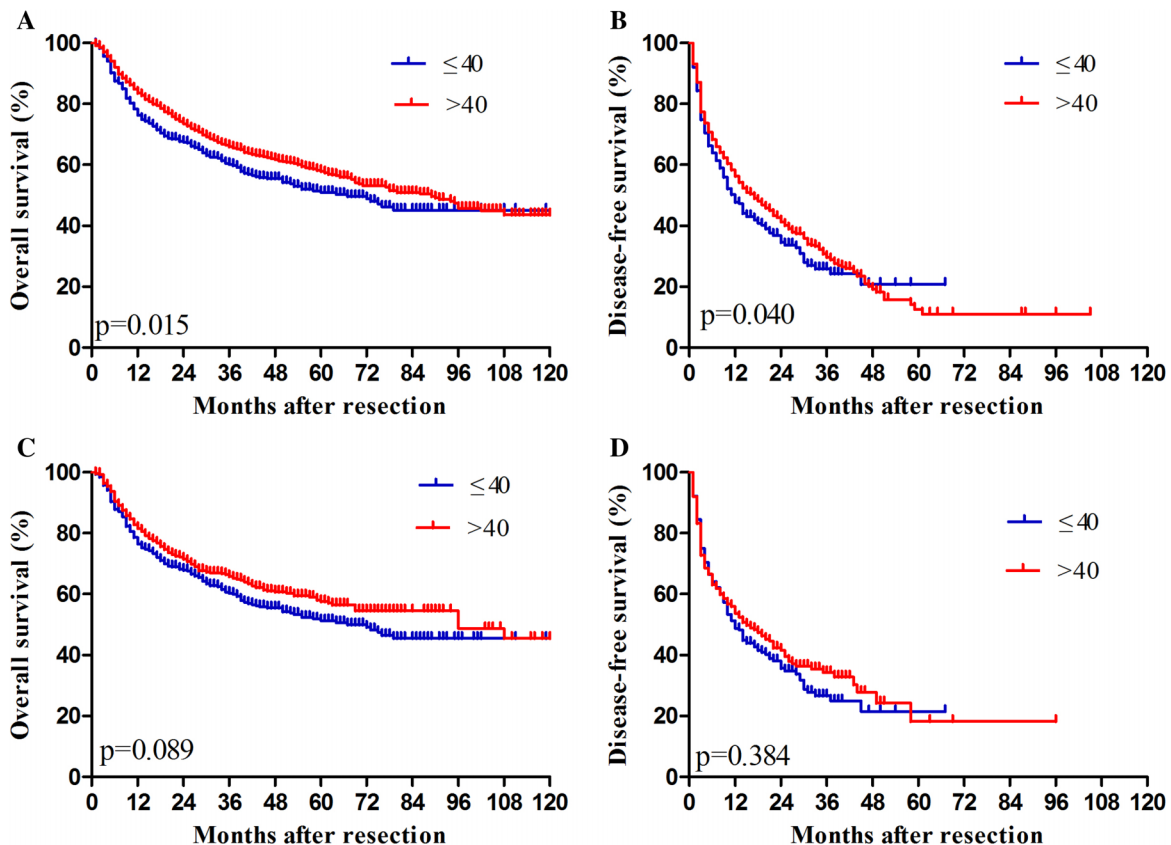 A
Overall survival (%)
100
80
60
40
20
0
≤40
>40
p=0.015
0 12 24 36 48 60 72 84 96 108 120
Months after resection
B
Disease-free survival (%)
100
80
60
40
20
0
≤40
>40
p=0.040
0 12 24 36 48 60 72 84 96 108 120
Months after resection
C
Overall survival (%)
100
80
60
40
20
0
≤40
>40
p=0.089
0 12 24 36 48 60 72 84 96 108 120
Months after resection
D
Disease-free survival (%)
100
80
60
40
20
0
≤40
>40
p=0.384
0 12 24 36 48 60 72 84 96 108 120
Months after resection